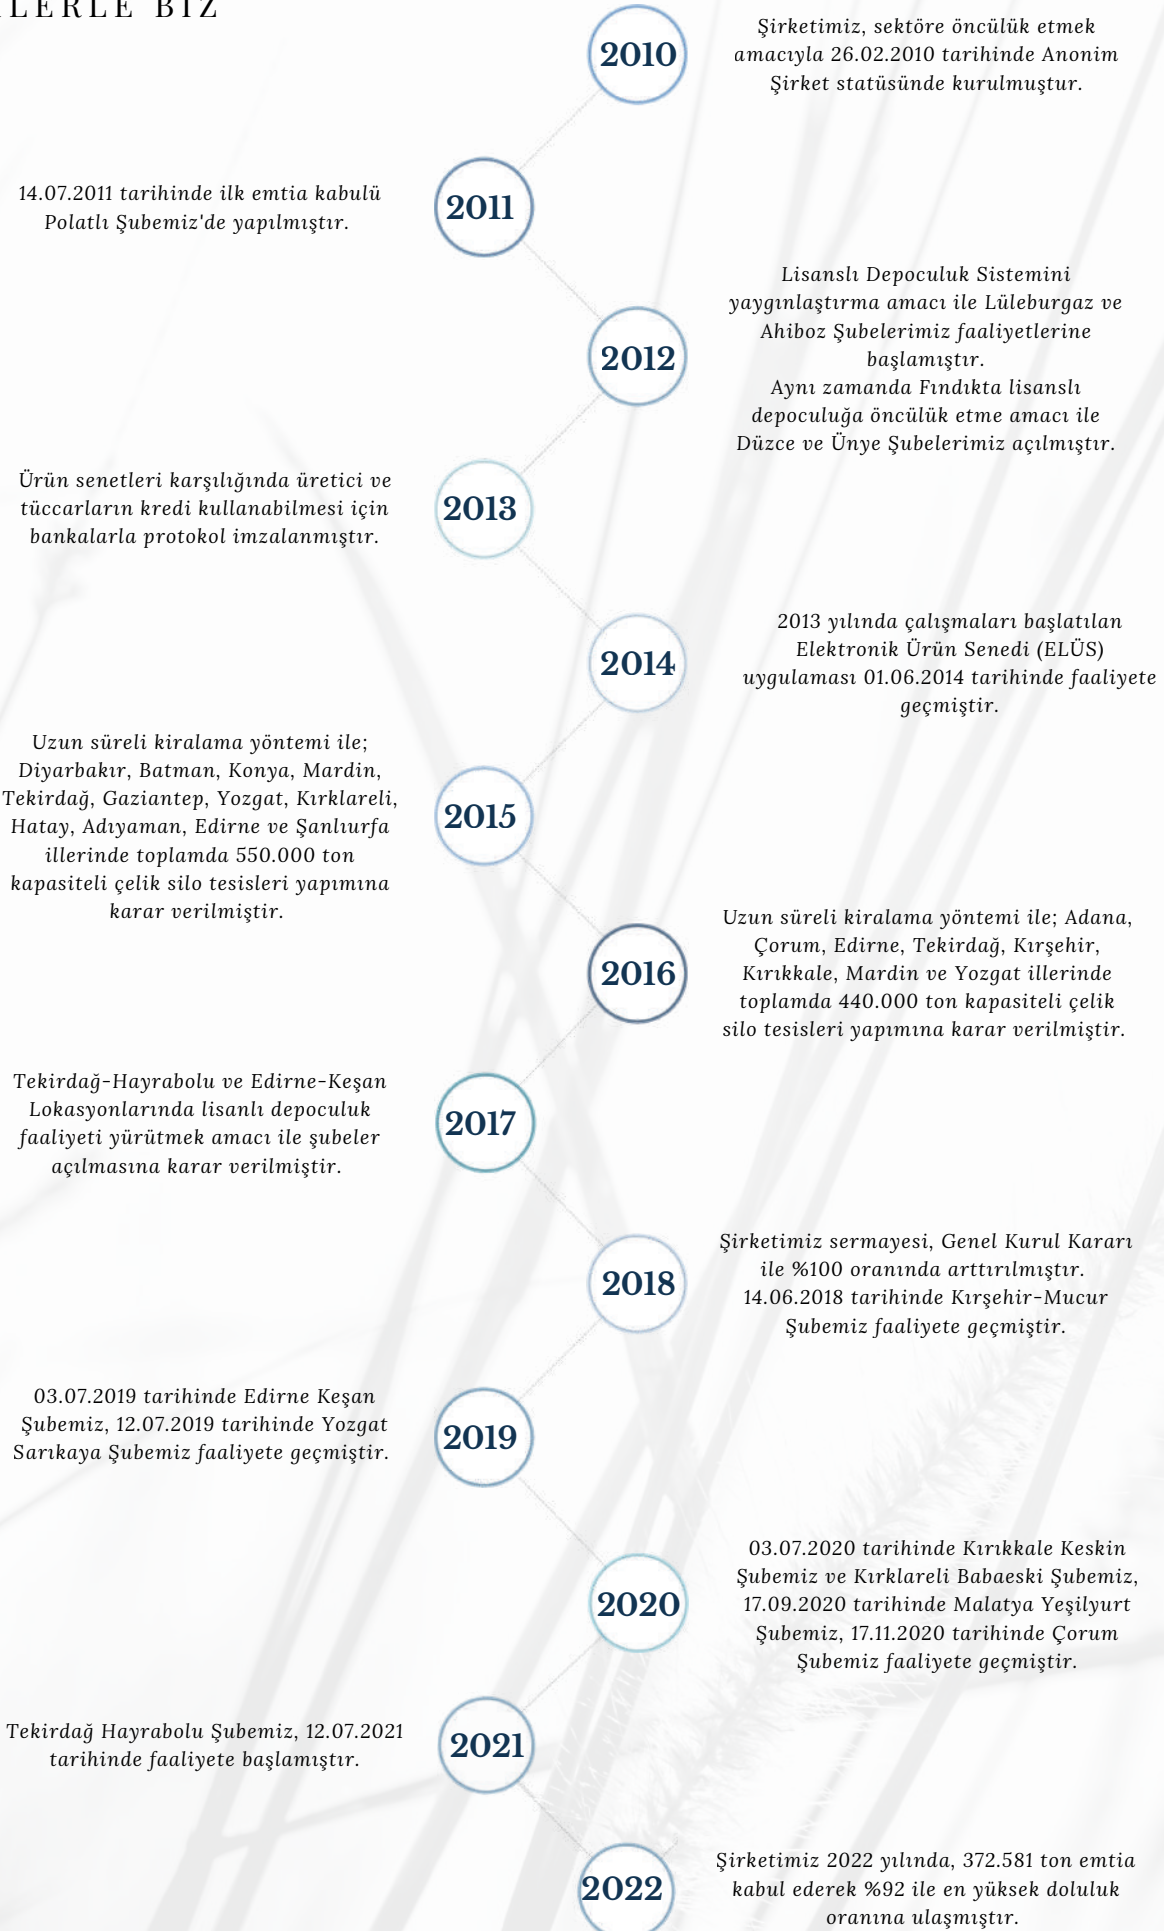 LERLE BİZ
2010
Şirketimiz, sektöre öncülük etmek
amacıyla 26.02.2010 tarihinde Anonim
Şirket statüsünde kurulmuştur.
14.07.2011 tarihinde ilk emtia kabulü
Polatlı Şubemiz'de yapılmıştır.
2011
Lisanslı Depoculuk Sistemini
yaygınlaştırma amacı ile Lüleburgaz ve
Ahiboz Şubelerimiz faaliyetlerine
başlamıştır.
Aynı zamanda Fındıkta lisanslı
depoculuğa öncülük etme amacı ile
Düzce ve Ünye Şubelerimiz açılmıştır.
2012
Ürün senetleri karşılığında üretici ve
tüccarların kredi kullanabilmesi için
bankalarla protokol imzalanmıştır.
2013
2013 yılında çalışmaları başlatılan
Elektronik Ürün Senedi (ELÜS)
uygulaması 01.06.2014 tarihinde faaliyete
geçmiştir.
2014
Uzun süreli kiralama yöntemi ile;
Diyarbakır, Batman, Konya, Mardin,
Tekirdağ, Gaziantep, Yozgat, Kırklareli,
Hatay, Adıyaman, Edirne ve Şanlıurfa
illerinde toplamda 550.000 ton
kapasiteli çelik silo tesisleri yapımına
karar verilmiştir.
2015
Uzun süreli kiralama yöntemi ile; Adana,
Çorum, Edirne, Tekirdağ, Kırşehir,
Kırıkkale, Mardin ve Yozgat illerinde
toplamda 440.000 ton kapasiteli çelik
silo tesisleri yapımına karar verilmiştir.
2016
Tekirdağ-Hayrabolu ve Edirne-Keşan
Lokasyonlarında lisanlı depoculuk
faaliyeti yürütmek amacı ile şubeler
açılmasına karar verilmiştir.
2017
Şirketimiz sermayesi, Genel Kurul Kararı
ile %100 oranında arttırılmıştır.
14.06.2018 tarihinde Kırşehir-Mucur
Şubemiz faaliyete geçmiştir.
2018
03.07.2019 tarihinde Edirne Keşan
Şubemiz, 12.07.2019 tarihinde Yozgat
Sarıkaya Şubemiz faaliyete geçmiştir.
2019
03.07.2020 tarihinde Kırıkkale Keskin
Şubemiz ve Kırklareli Babaeski Şubemiz,
17.09.2020 tarihinde Malatya Yeşilyurt
Şubemiz, 17.11.2020 tarihinde Çorum
Şubemiz faaliyete geçmiştir.
2020
Tekirdağ Hayrabolu Şubemiz, 12.07.2021
tarihinde faaliyete başlamıştır.
2021
Şirketimiz 2022 yılında, 372.581 ton emtia
kabul ederek %92 ile en yüksek doluluk
oranına ulaşmıştır.
2022